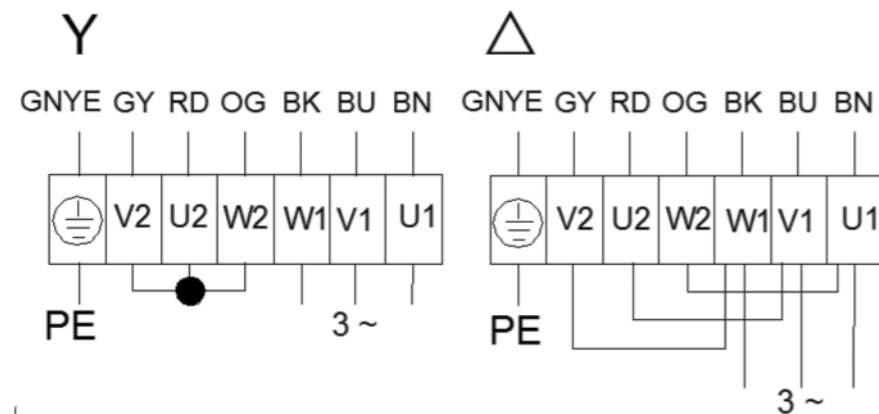 Y △
GNYE GY RD OG BK BU BN GNYE GY RD OG BK BU BN
V2 U2 W2 W1 V1 U1 V2 U2 W2 W1 V1 U1
PE 3 ~ PE
3 ~